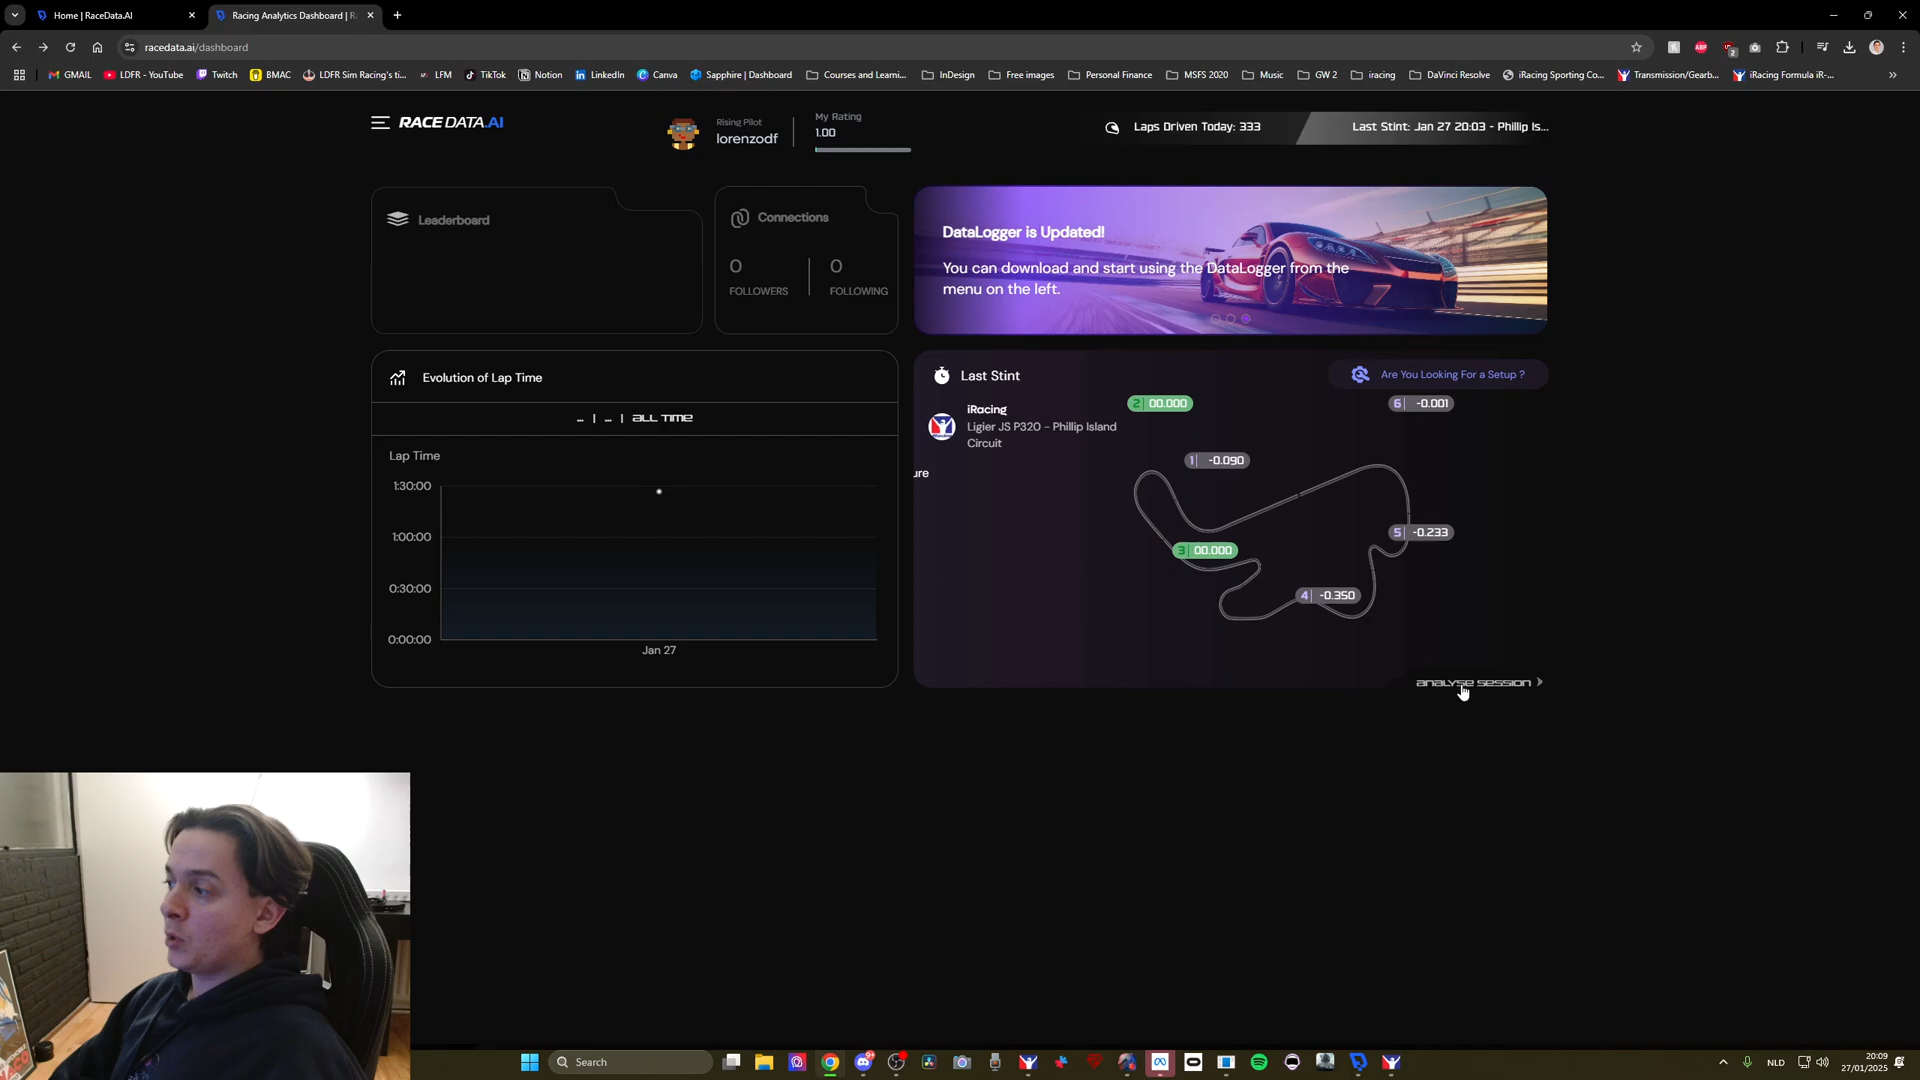 Home | RaceData.AI
Racing Analytics Dashboard | R
racedata.ai/dashboard
GMAIL
LDFR - YouTube
Twitch
BMAC
LDFR Sim Racing's ti...
LFM
TikTok
Notion
LinkedIn
Canva
Sapphire | Dashboard
Courses and Learni...
InDesign
Free images
Personal Finance
MSFS 2020
Music
GW 2
iracing
DaVinci Resolve
iRacing Sporting Co...
Transmission/Gearb...
iRacing Formula iR-...
RACE DATA.AI
Rising Pilot
lorenzodf
My Rating
1.00
Laps Driven Today: 333
Last Stint: Jan 27 20:03 - Phillip Is...
Leaderboard
Connections
0
FOLLOWERS
0
FOLLOWING
DataLogger is Updated!
You can download and start using the DataLogger from the
menu on the left.
Evolution of Lap Time
- | - | ALL TIME
Lap Time
1:30:00
1:00:00
0:30:00
0:00:00
Jan 27
Last Stint
Are You Looking For a Setup ?
iRacing
Ligier JS P320 - Phillip Island
Circuit
ure
2 | 00.000
6 | -0.001
1 | -0.090
5 | -0.233
3 | 00.000
4 | -0.350
ANALYSE SESSION
Search
NLD
20:09
27/01/2025